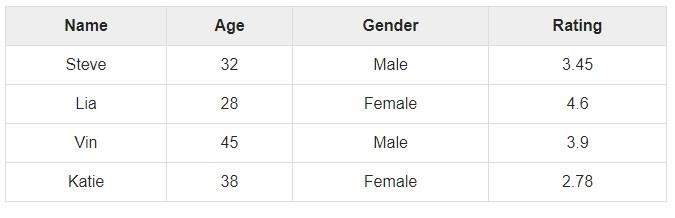 Name Age Gender Rating
Steve 32 Male 3.45
Lia 28 Female 4.6
Vin 45 Male 3.9
Katie 38 Female 2.78